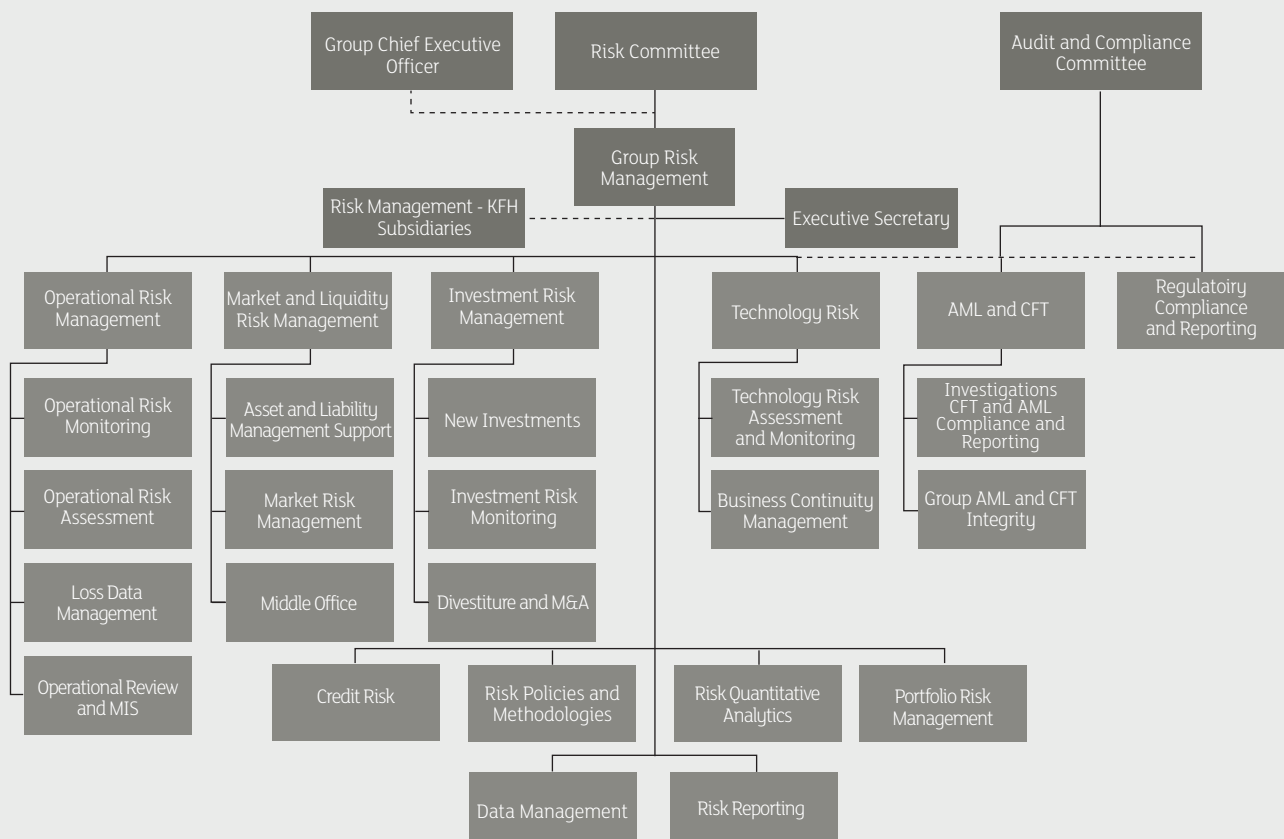 Group Chief Executive
Officer
Risk Committee
Audit and Compliance
Committee
Group Risk
Management
Risk Management - KFH
Subsidiaries
Executive Secretary
Operational Risk
Management
Market and Liquidity
Risk Management
Investment Risk
Management
Technology Risk
AML and CFT
Regulatoiry
Compliance
and Reporting
Operational Risk
Monitoring
Asset and Liability
Management Support
New Investments
Technology Risk
Assessment
and Monitoring
Investigations
CFT and AML
Compliance and
Reporting
Operational Risk
Assessment
Market Risk
Management
Investment Risk
Monitoring
Business Continuity
Management
Group AML and CFT
Integrity
Loss Data
Management
Middle Office
Divestiture and M&A
Operational Review
and MIS
Credit Risk
Risk Policies and
Methodologies
Risk Quantitative
Analytics
Portfolio Risk
Management
Data Management
Risk Reporting